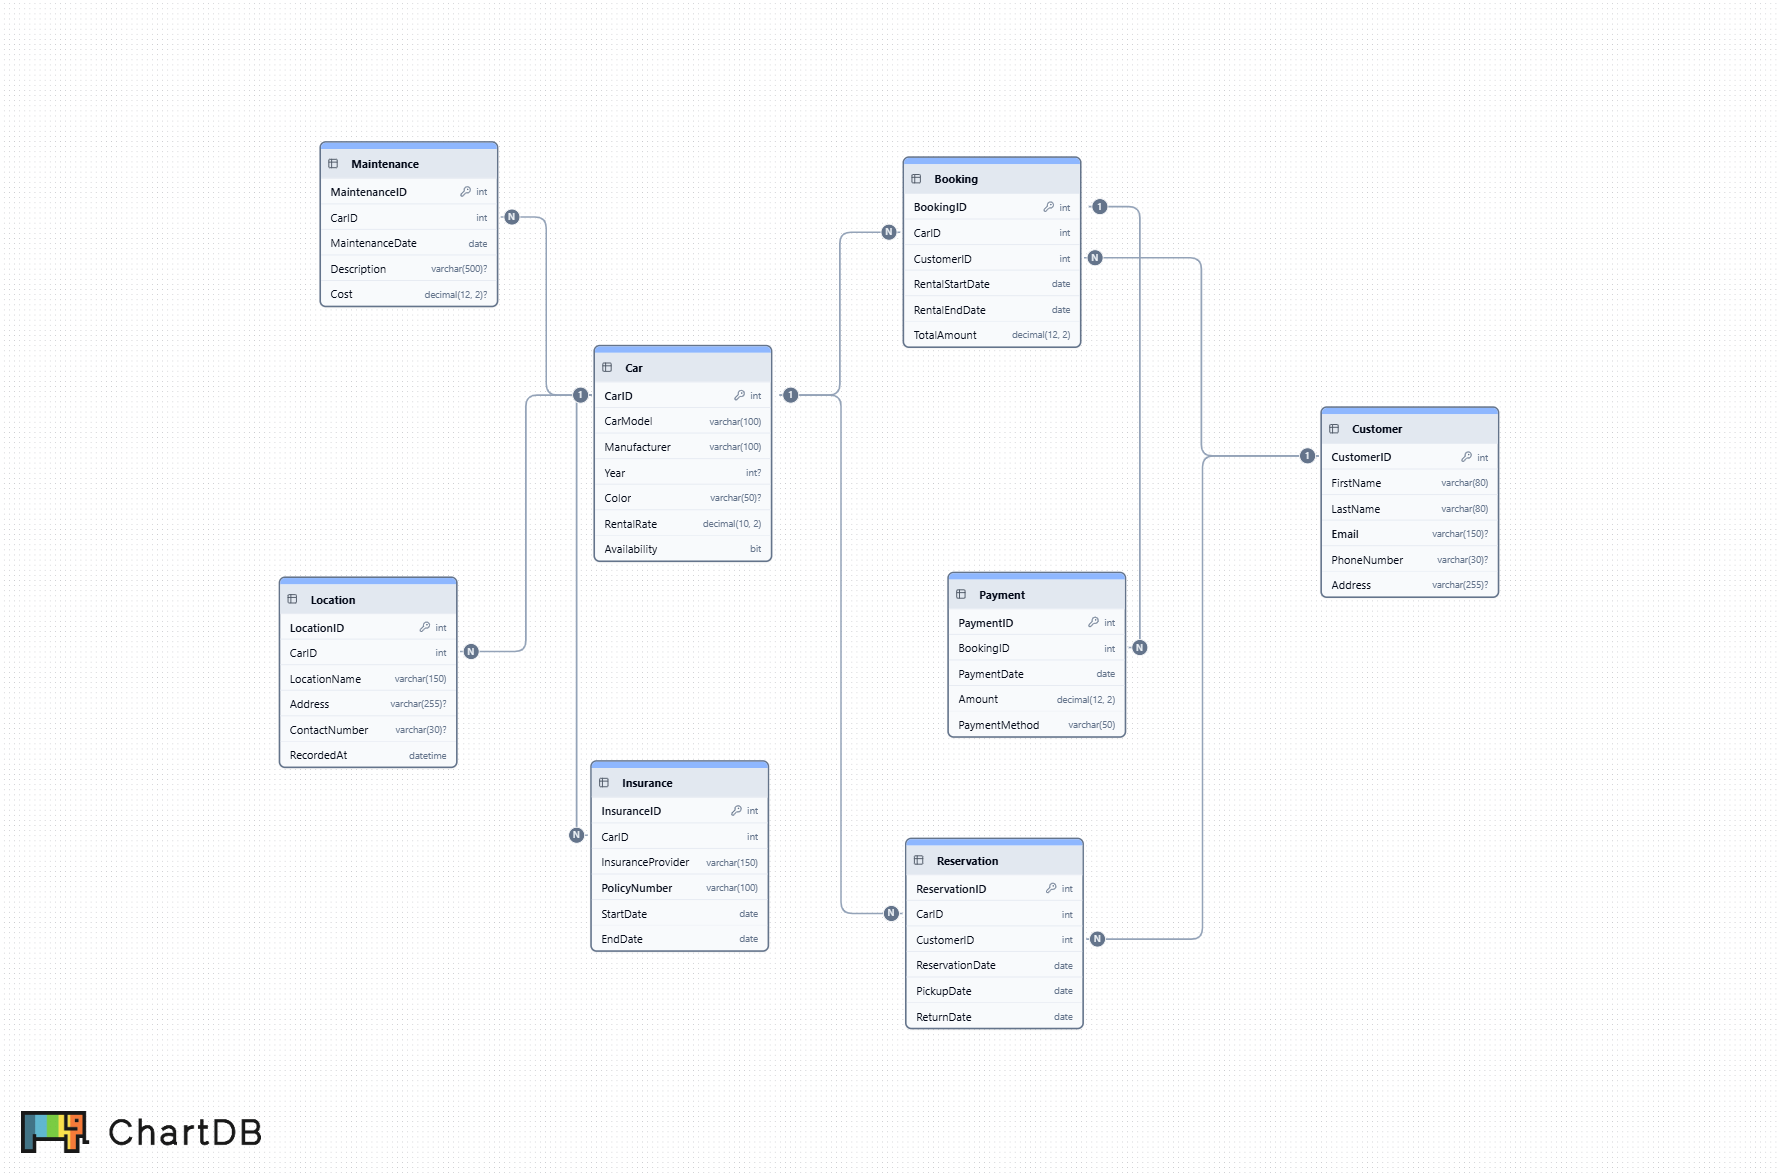 Maintenance
MaintenanceID int
CarID int
MaintenanceDate date
Description varchar(500)?
Cost decimal(12, 2)?
Booking
BookingID int
CarID int
CustomerID int
RentalStartDate date
RentalEndDate date
TotalAmount decimal(12, 2)
N
1
N
N
Car
CarID int
CarModel varchar(100)
Manufacturer varchar(100)
Year int?
Color varchar(50)?
RentalRate decimal(10, 2)
Availability bit
1
1
Customer
CustomerID int
FirstName varchar(80)
LastName varchar(80)
Email varchar(150)?
PhoneNumber varchar(30)?
Address varchar(255)?
1
Location
LocationID int
CarID int
LocationName varchar(150)
Address varchar(255)?
ContactNumber varchar(30)?
RecordedAt datetime
N
Payment
PaymentID int
BookingID int
PaymentDate date
Amount decimal(12, 2)
PaymentMethod varchar(50)
N
Insurance
InsuranceID int
CarID int
InsuranceProvider varchar(150)
PolicyNumber varchar(100)
StartDate date
EndDate date
N
Reservation
ReservationID int
CarID int
CustomerID int
ReservationDate date
PickupDate date
ReturnDate date
N
N
ChartDB